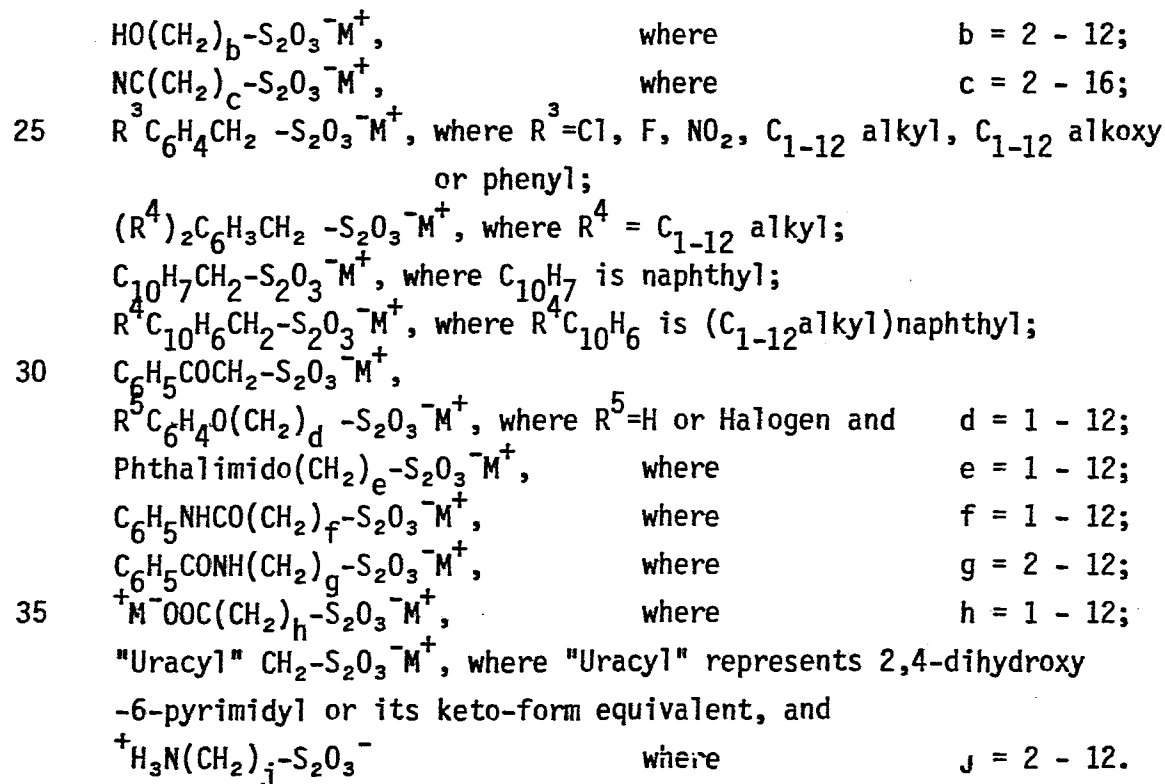 HO(CH₂)b-S₂O₃⁻M⁺, where b = 2 - 12;
NC(CH₂)c-S₂O₃⁻M⁺, where c = 2 - 16;
25 R³C₆H₄CH₂ -S₂O₃⁻M⁺, where R³=Cl, F, NO₂, C₁₋₁₂ alkyl, C₁₋₁₂ alkoxy
or phenyl;
(R⁴)₂C₆H₃CH₂ -S₂O₃⁻M⁺, where R⁴ = C₁₋₁₂ alkyl;
C₁₀H₇CH₂-S₂O₃⁻M⁺, where C₁₀H₇ is naphthyl;
R⁴C₁₀H₆CH₂-S₂O₃⁻M⁺, where R⁴C₁₀H₆ is (C₁₋₁₂alkyl)naphthyl;
30 C₆H₅COCH₂-S₂O₃⁻M⁺,
R⁵C₆H₄O(CH₂)d -S₂O₃⁻M⁺, where R⁵=H or Halogen and d = 1 - 12;
Phthalimido(CH₂)e-S₂O₃⁻M⁺, where e = 1 - 12;
C₆H₅NHCO(CH₂)f-S₂O₃⁻M⁺, where f = 1 - 12;
C₆H₅CONH(CH₂)g-S₂O₃⁻M⁺, where g = 2 - 12;
35 ⁺M⁻OOC(CH₂)h-S₂O₃⁻M⁺, where h = 1 - 12;
"Uracyl" CH₂-S₂O₃⁻M⁺, where "Uracyl" represents 2,4-dihydroxy
-6-pyrimidyl or its keto-form equivalent, and
⁺H₃N(CH₂)j-S₂O₃⁻ where j = 2 - 12.